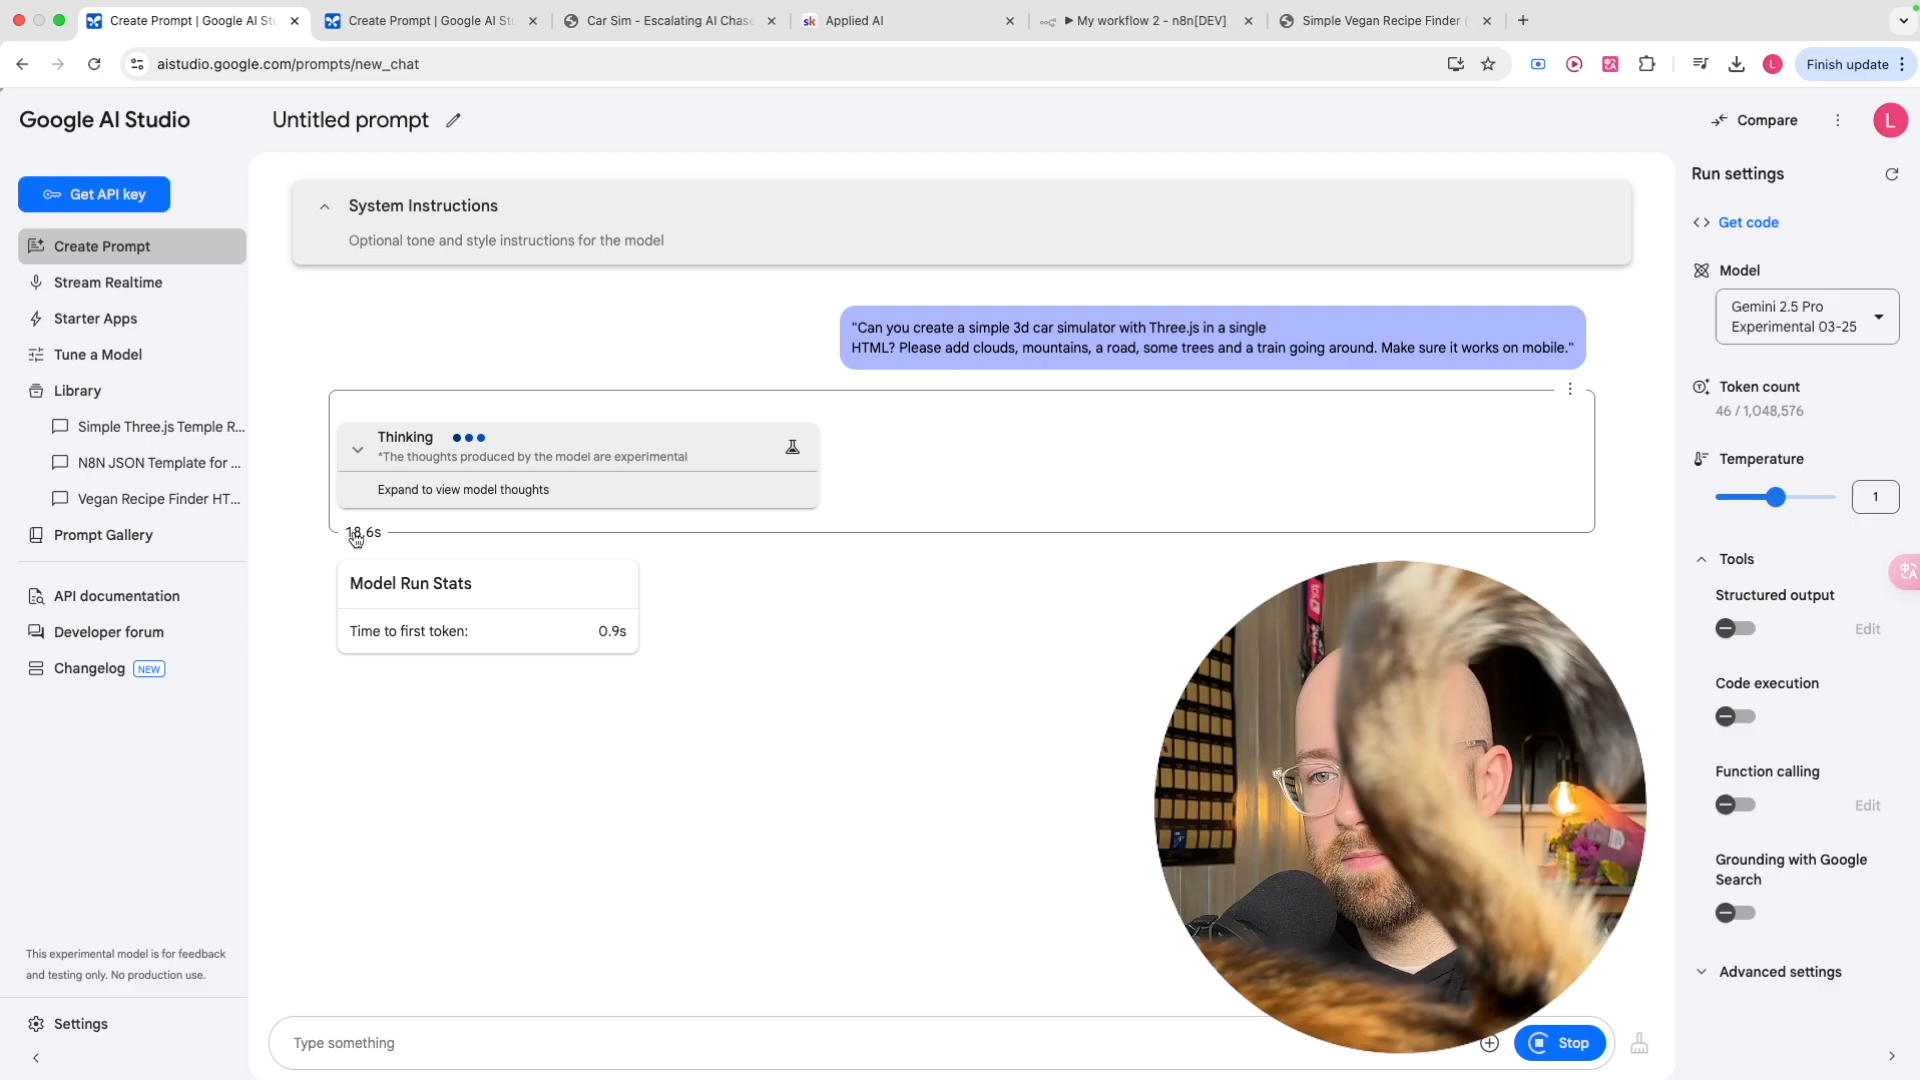 Create Prompt | Google AI Stu
Create Prompt | Google AI Stu
Car Sim - Escalating AI Chase
sk Applied AI
My workflow 2 - n8n[DEV]
Simple Vegan Recipe Finder (
aistudio.google.com/prompts/new_chat
L
Finish update
Google AI Studio
Untitled prompt
Compare
L
Get API key
Create Prompt
Stream Realtime
Starter Apps
Tune a Model
Library
Simple Three.js Temple R...
N8N JSON Template for ...
Vegan Recipe Finder HT...
Prompt Gallery
API documentation
Developer forum
Changelog NEW
This experimental model is for feedback
and testing only. No production use.
Settings
System Instructions
Optional tone and style instructions for the model
"Can you create a simple 3d car simulator with Three.js in a single
HTML? Please add clouds, mountains, a road, some trees and a train going around. Make sure it works on mobile."
Thinking
*The thoughts produced by the model are experimental
Expand to view model thoughts
18.6s
Model Run Stats
Time to first token: 0.9s
Type something
Stop
Run settings
Get code
Model
Gemini 2.5 Pro
Experimental 03-25
Token count
46 / 1,048,576
Temperature
1
Tools
Structured output
Edit
Code execution
Function calling
Edit
Grounding with Google
Search
Advanced settings